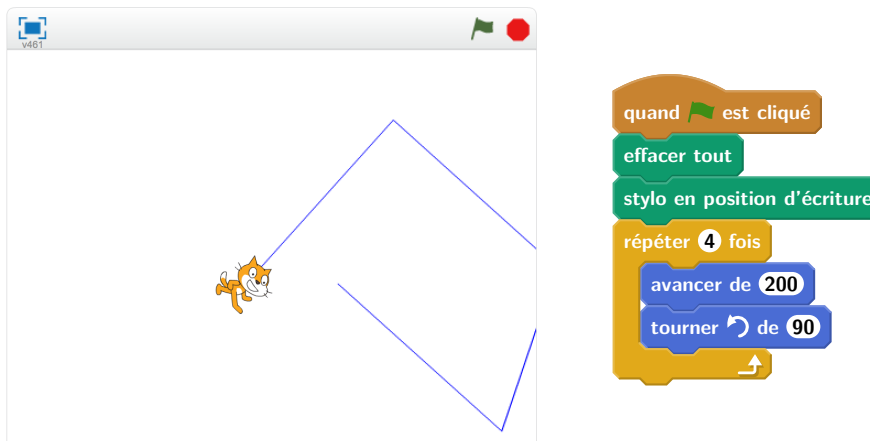 v461
quand est cliqué
effacer tout
stylo en position d'écriture
répéter 4 fois
avancer de 200
tourner de 90